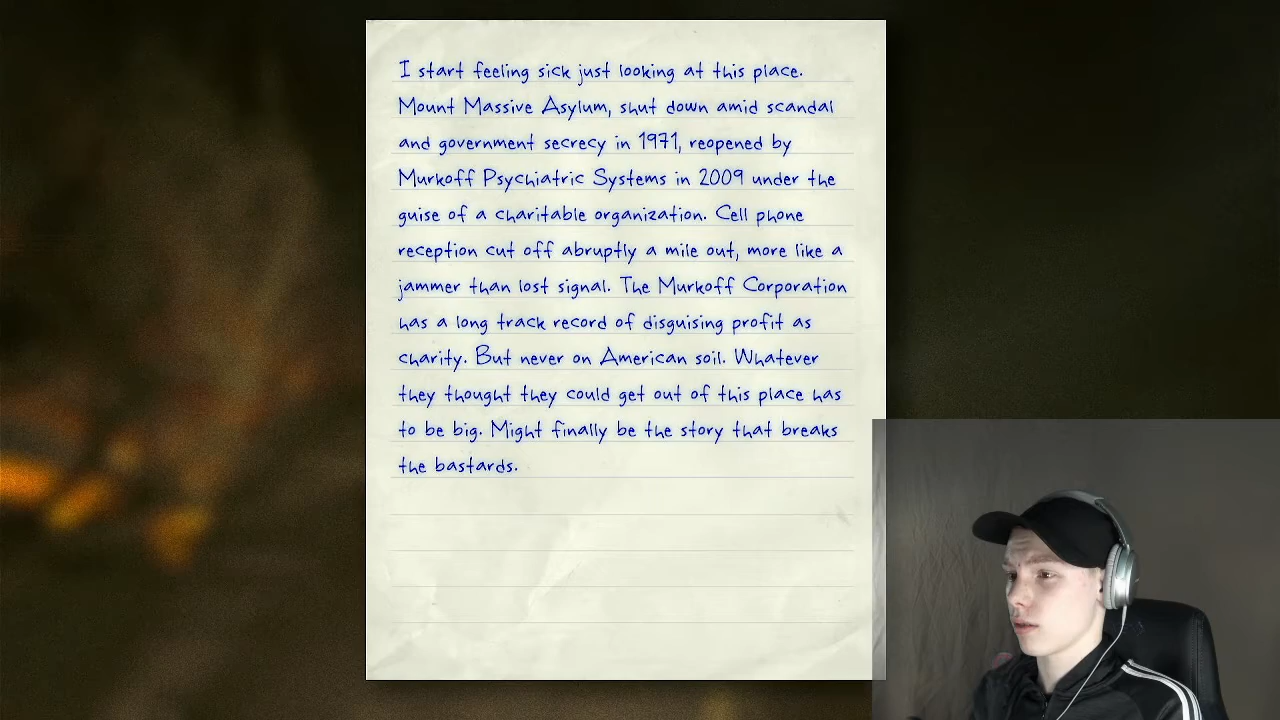 I start feeling sick just looking at this place.
Mount Massive Asylum, shut down amid scandal
and government secrecy in 1971, reopened by
Murkoff Psychiatric Systems in 2009 under the
guise of a charitable organization. Cell phone
reception cut off abruptly a mile out, more like a
jammer than lost signal. The Murkoff Corporation
has a long track record of disguising profit as
charity. But never on American soil. Whatever
they thought they could get out of this place has
to be big. Might finally be the story that breaks
the bastards.